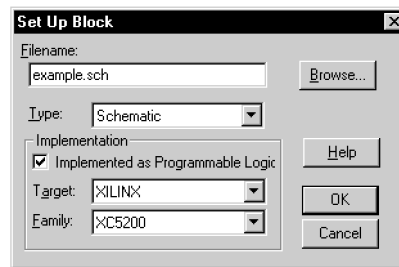 Set Up Block
Filename:
example.sch
Browse...
Type: Schematic
Implementation
Implemented as Programmable Logic
Help
Target: XILINX
OK
Family: XC5200
Cancel